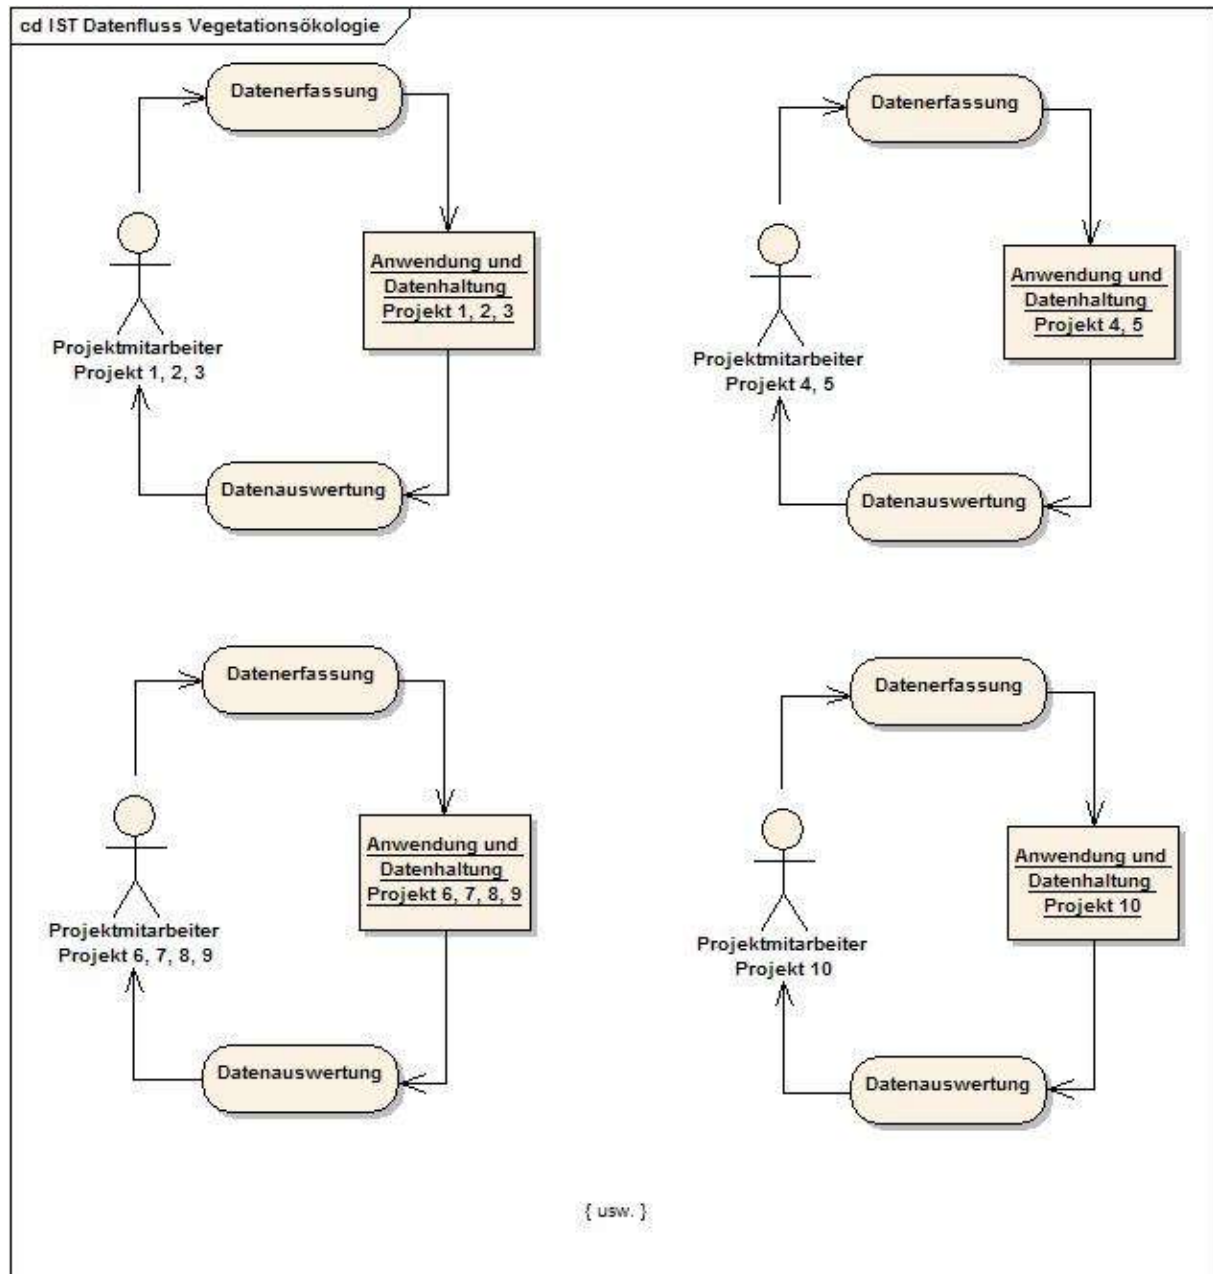 cd IST Datenfluss Vegetationsökologie
Datenerfassung
Anwendung und
Datenhaltung
Projekt 1, 2, 3
Projektmitarbeiter
Projekt 1, 2, 3
Datenauswertung
Datenerfassung
Anwendung und
Datenhaltung
Projekt 4, 5
Projektmitarbeiter
Projekt 4, 5
Datenauswertung
Datenerfassung
Anwendung und
Datenhaltung
Projekt 6, 7, 8, 9
Projektmitarbeiter
Projekt 6, 7, 8, 9
Datenauswertung
Datenerfassung
Anwendung und
Datenhaltung
Projekt 10
Projektmitarbeiter
Projekt 10
Datenauswertung
{ usw. }